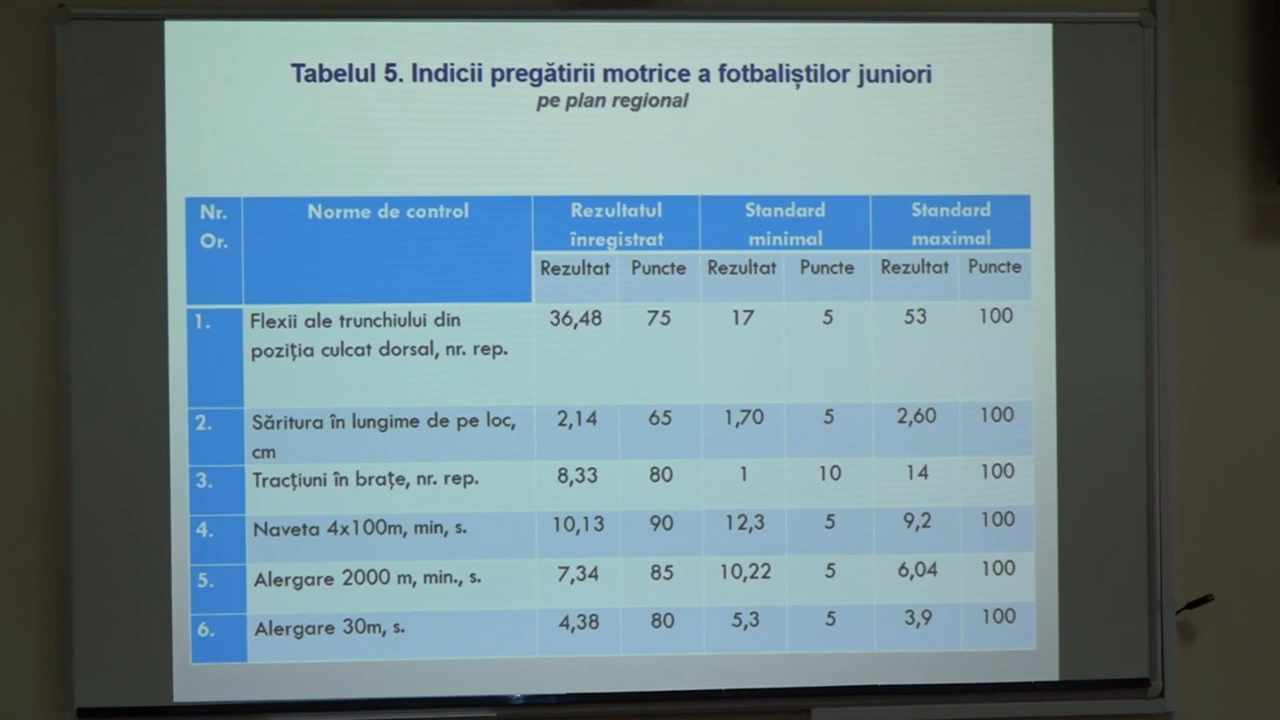 Tabelul 5. Indicii pregătirii motrice a fotbaliștilor juniori
pe plan regional
Nr. Or. Norme de control Rezultatul înregistrat Standard minimal Standard maximal
Rezultat Puncte Rezultat Puncte Rezultat Puncte
1. Flexii ale trunchiului din 36,48 75 17 5 53 100
poziția culcat dorsal, nr. rep.
2. Săritura în lungime de pe loc, 2,14 65 1,70 5 2,60 100
cm
3. Tracțiuni în brațe, nr. rep. 8,33 80 1 10 14 100
4. Naveta 4x100m, min, s. 10,13 90 12,3 5 9,2 100
5. Alergare 2000 m, min., s. 7,34 85 10,22 5 6,04 100
6. Alergare 30m, s. 4,38 80 5,3 5 3,9 100